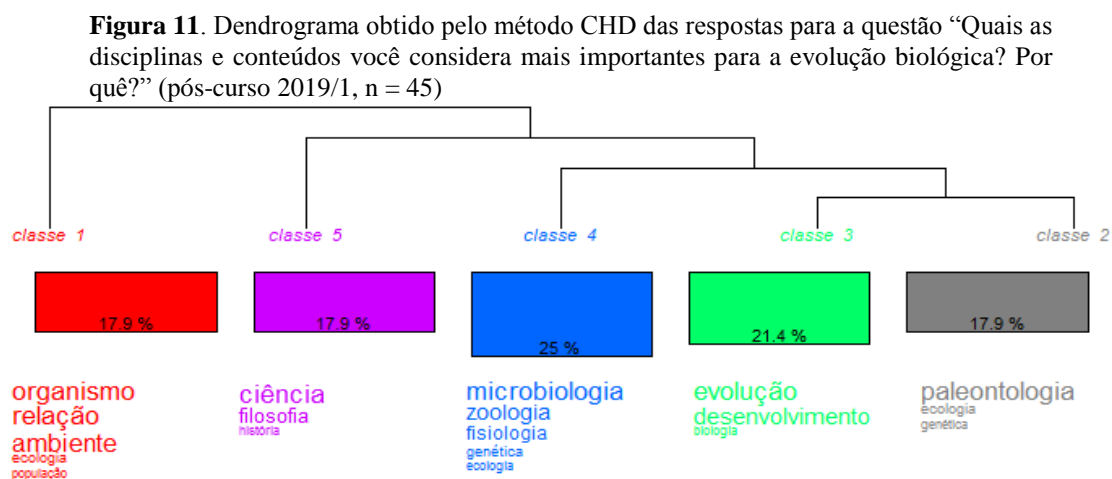 Figura 11. Dendrograma obtido pelo método CHD das respostas para a questão “Quais as
disciplinas e conteúdos você considera mais importantes para a evolução biológica? Por
quê?” (pós-curso 2019/1, n = 45)
classe 1
classe 5
classe 4
classe 3
classe 2
17.9 %
17.9 %
25 %
21.4 %
17.9 %
organismo
relação
ambiente
ecologia
população
ciência
filosofia
história
microbiologia
zoologia
fisiologia
genética
ecologia
evolução
desenvolvimento
biologia
paleontologia
ecologia
genética